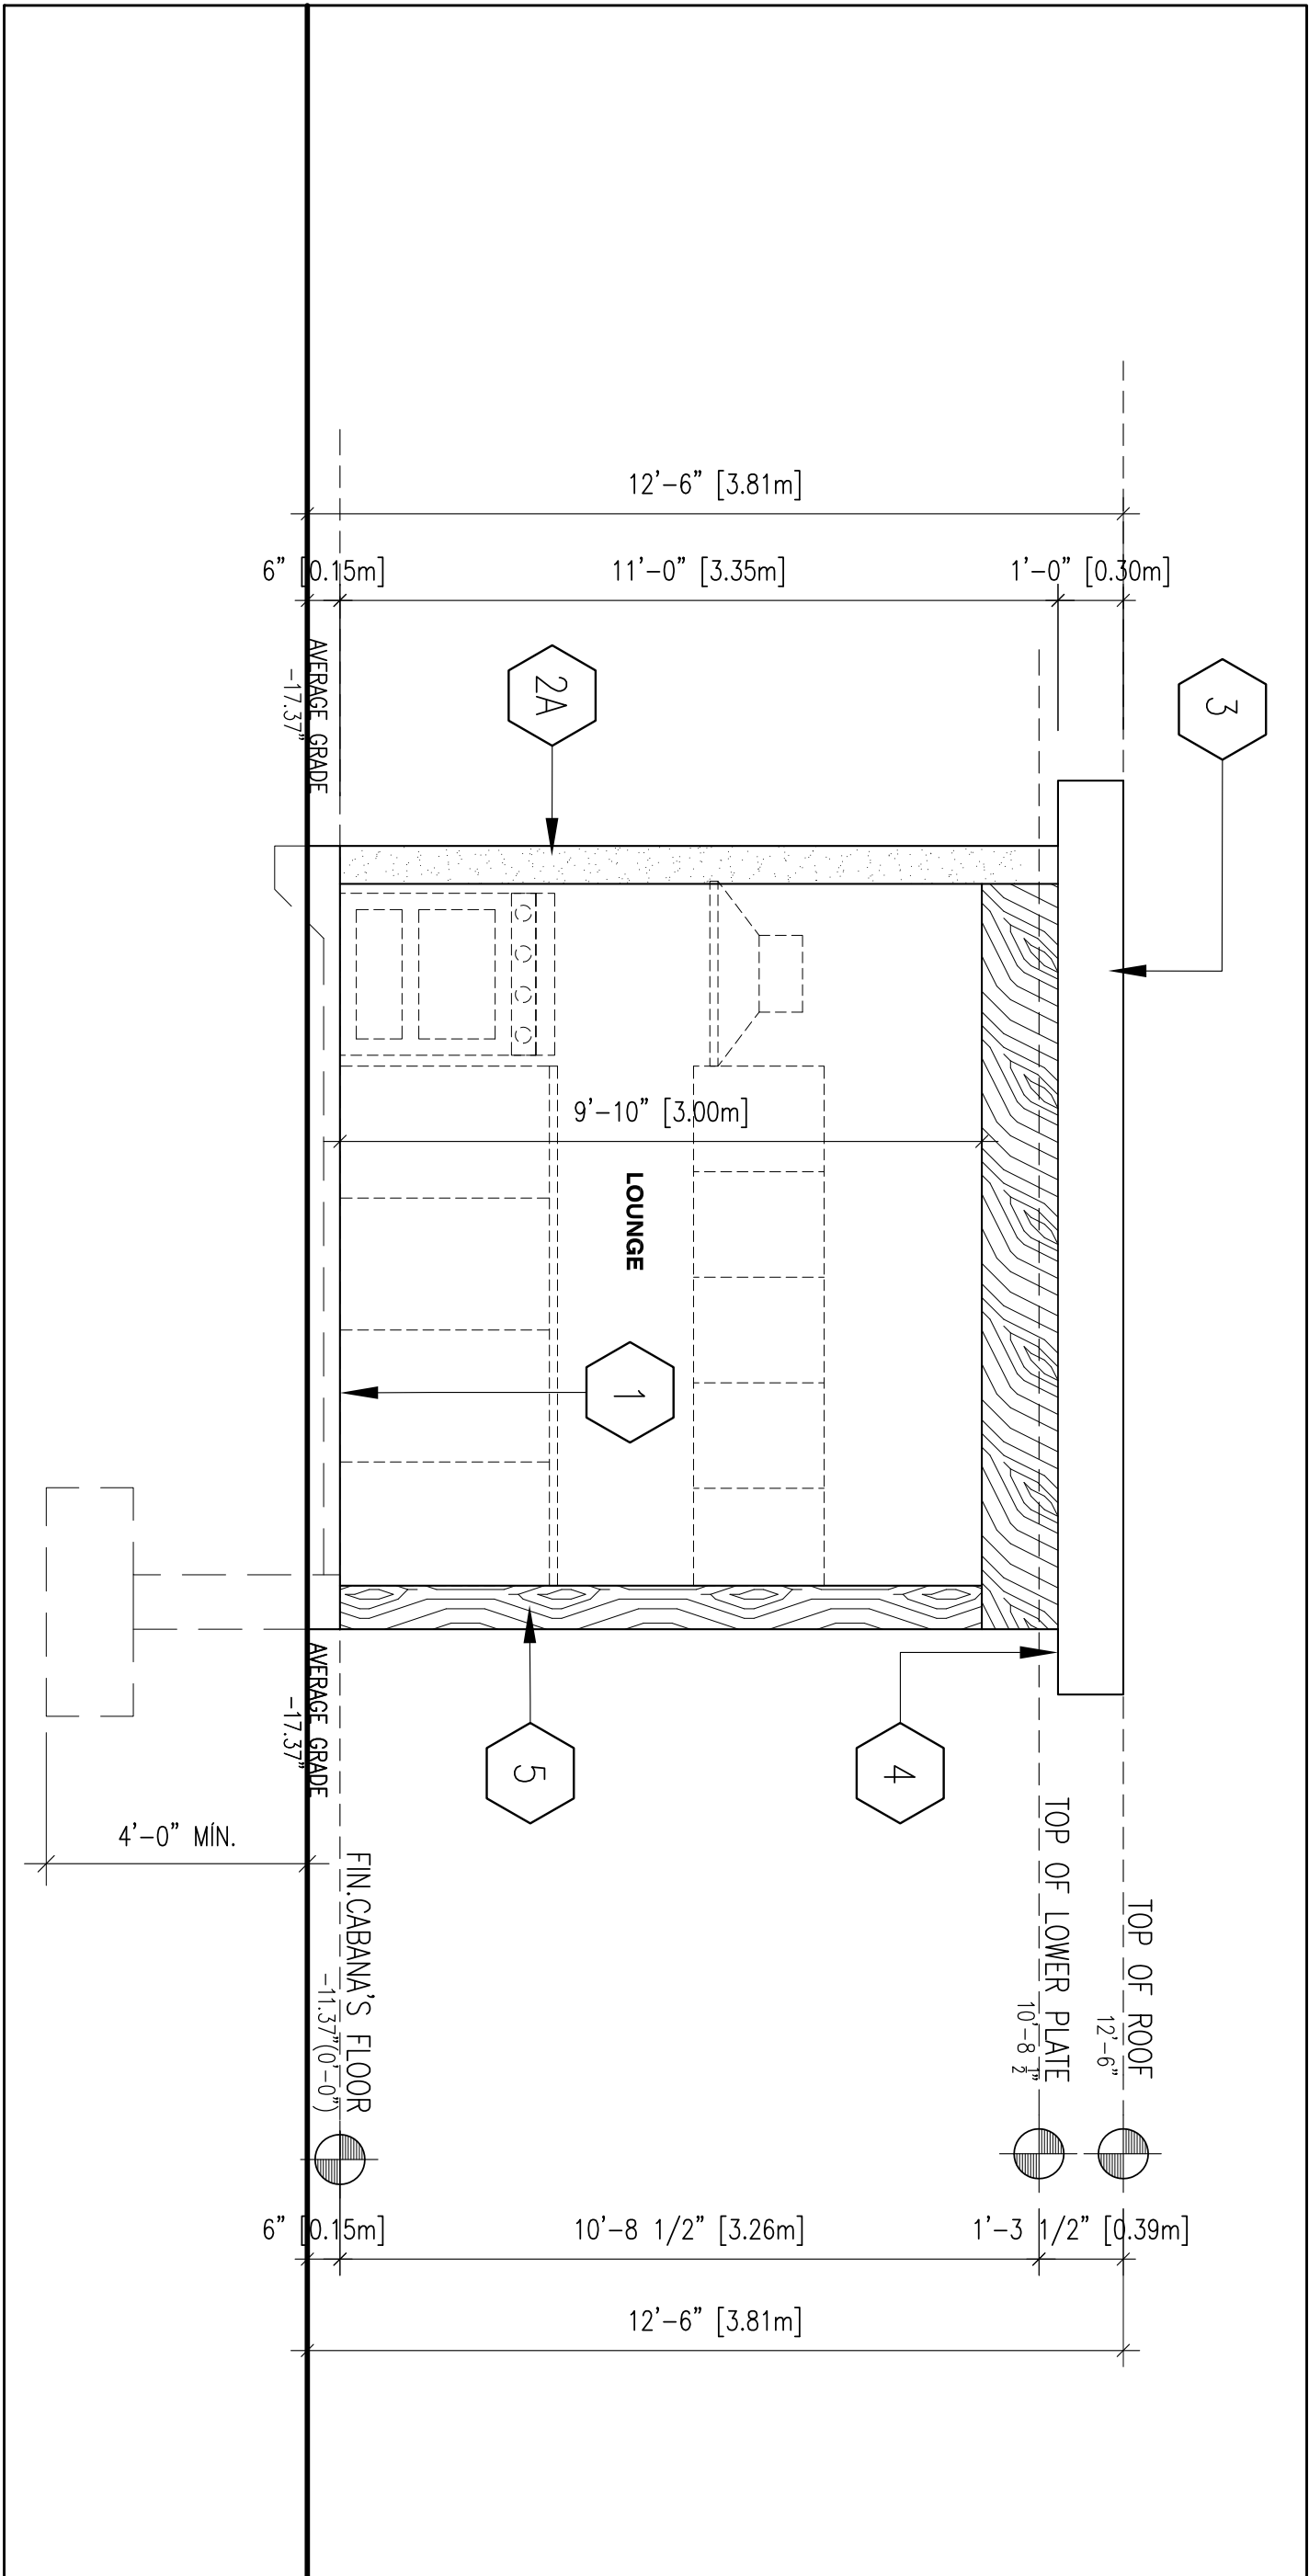 12'-6" [3.81m]
6" [0.15m]
11'-0" [3.35m]
1'-0" [0.30m]
AVERAGE GRADE
-17.37"
2A
3
9'-10" [3.00m]
LOUNGE
1
AVERAGE GRADE
-17.37"
5
4
4'-0" MÍN.
TOP OF ROOF
12'-6"
TOP OF LOWER PLATE
10'-8 1/2"
FIN.CABANA'S FLOOR
-11.37"(0'-0")
6" [0.15m]
10'-8 1/2" [3.26m]
1'-3 1/2" [0.39m]
12'-6" [3.81m]